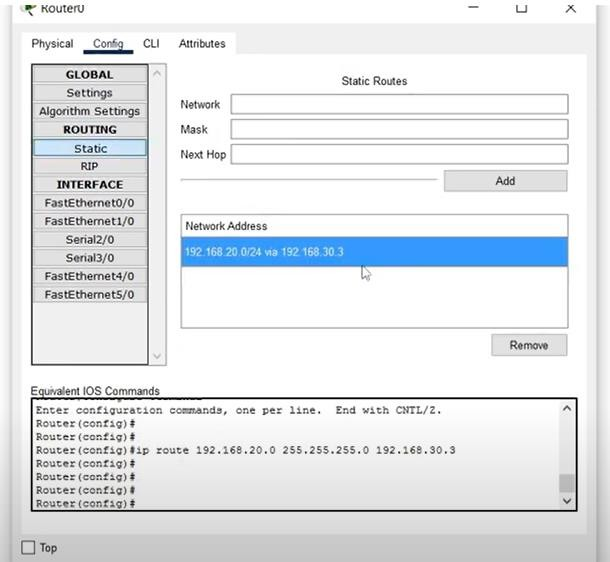 Router0
Physical Config CLI Attributes
GLOBAL
Settings
Algorithm Settings
ROUTING
Static
RIP
INTERFACE
FastEthernet0/0
FastEthernet1/0
Serial2/0
Serial3/0
FastEthernet4/0
FastEthernet5/0
Static Routes
Network
Mask
Next Hop
Add
Network Address
192.168.20.0/24 via 192.168.30.3
Remove
Equivalent IOS Commands
Enter configuration commands, one per line. End with CNTL/Z.
Router(config)#
Router(config)#
Router(config)#ip route 192.168.20.0 255.255.255.0 192.168.30.3
Router(config)#
Router(config)#
Router(config)#
Router(config)#
Top